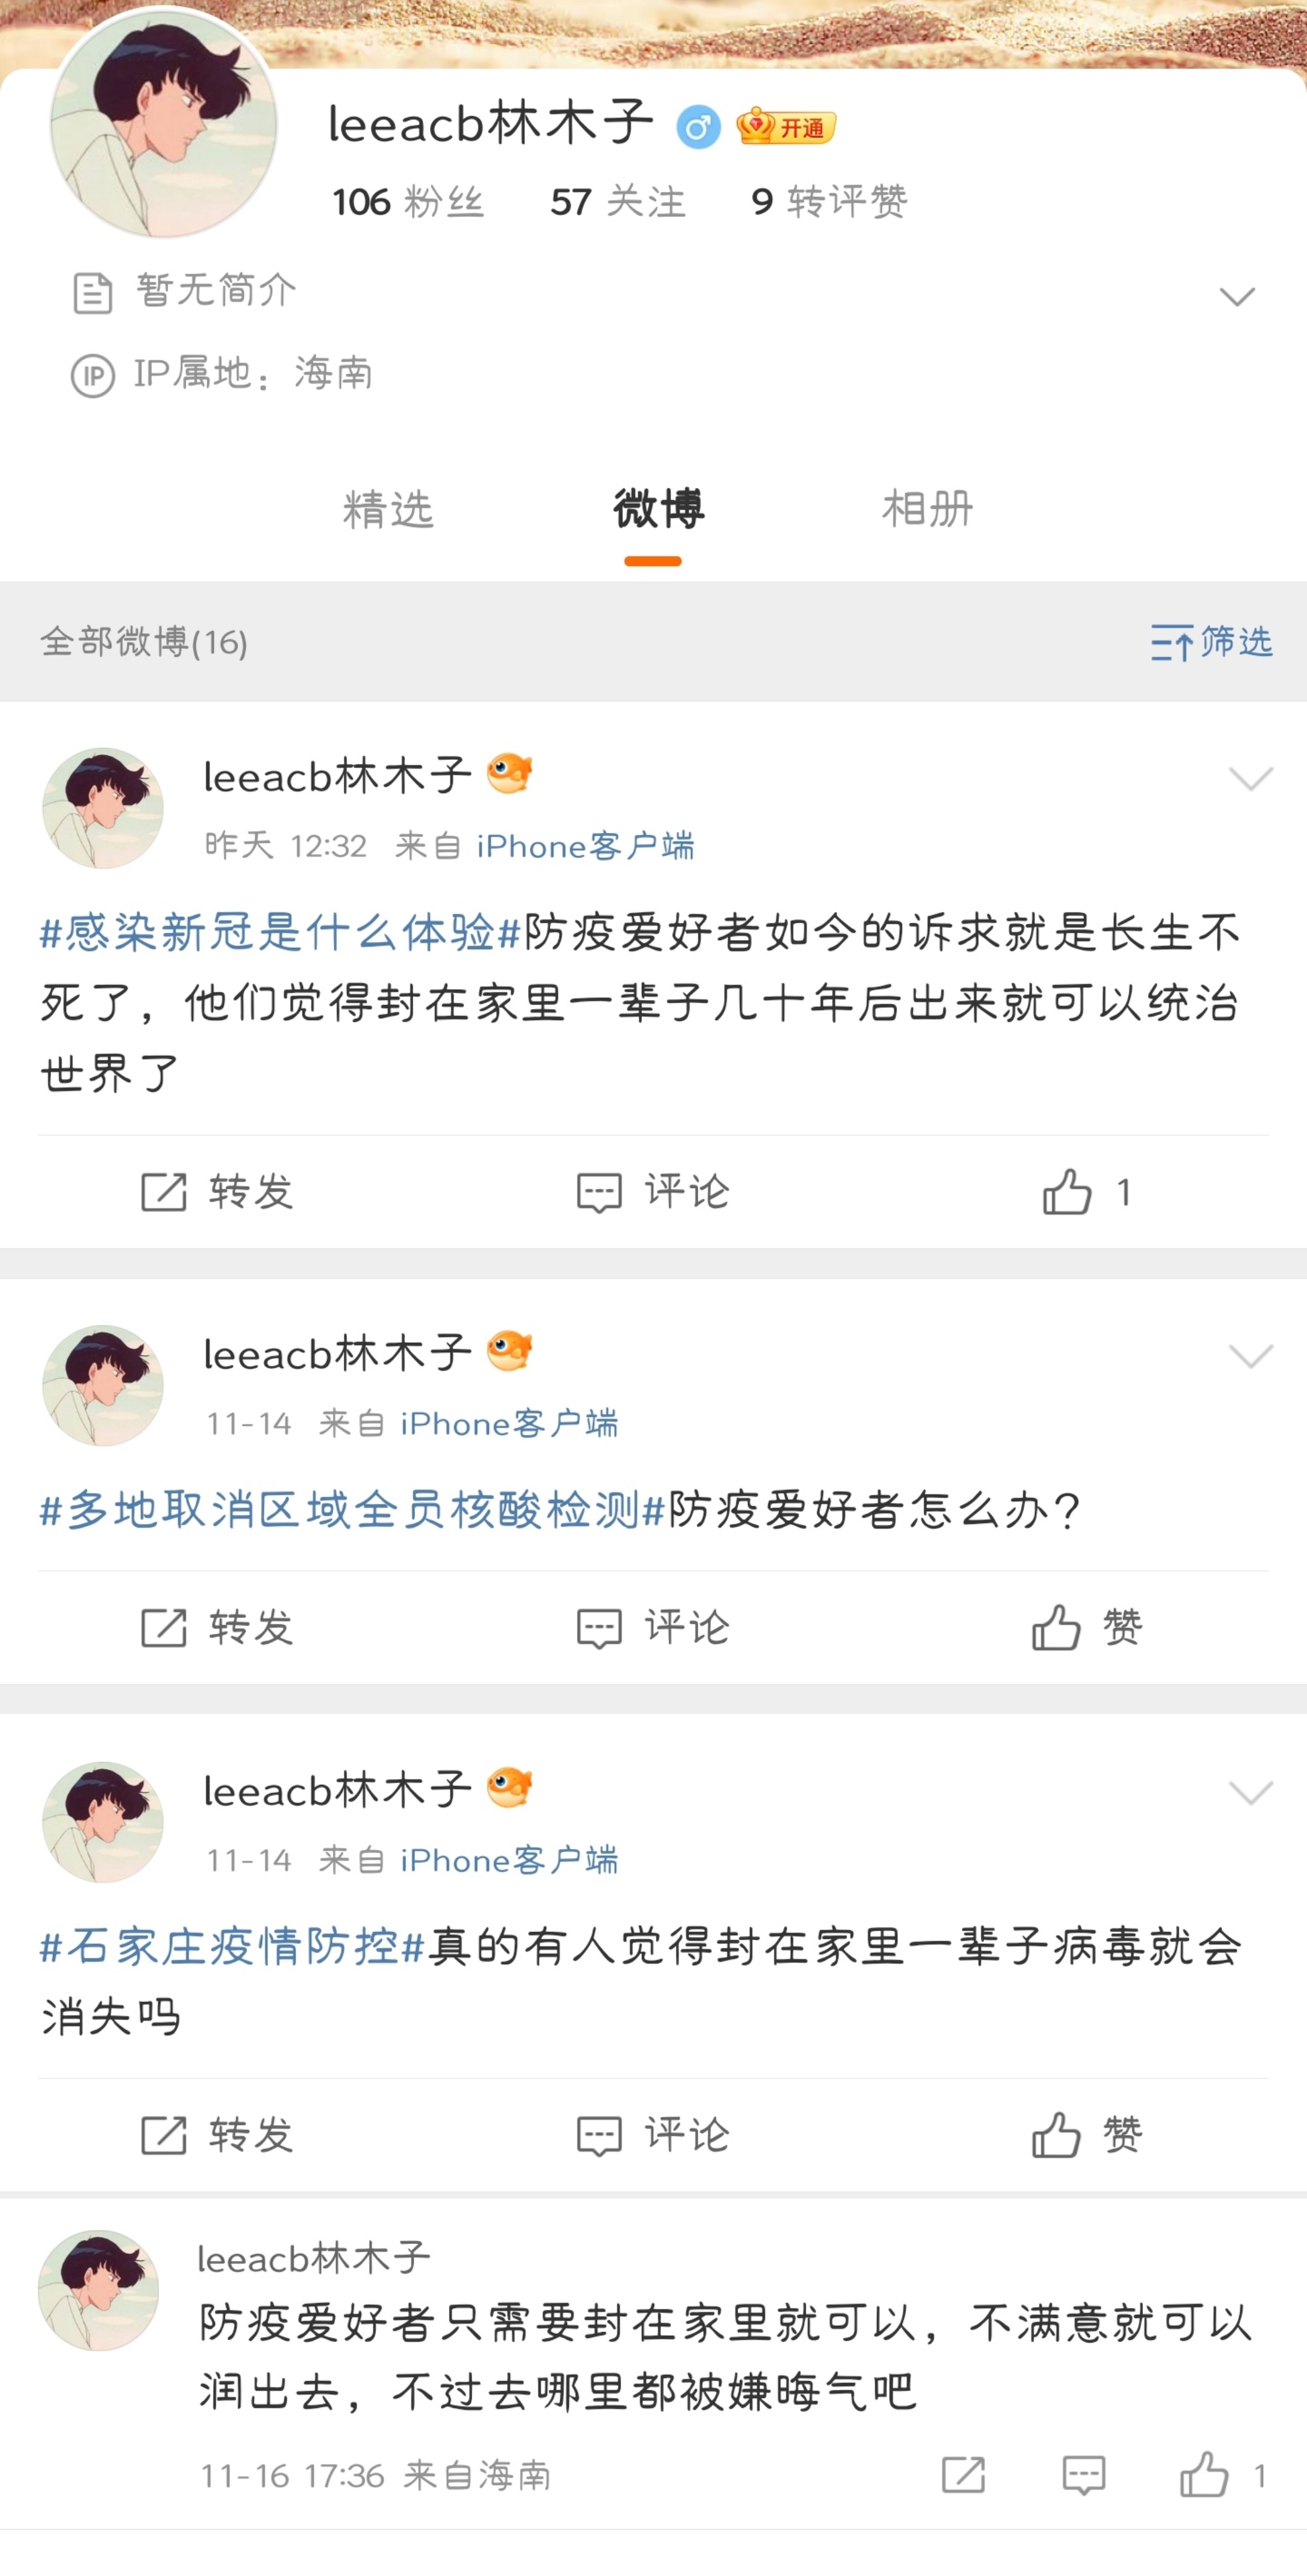 leeacb林木子 开通
106 粉丝 57 关注 9 转评赞
暂无简介
IP IP属地：海南
精选 微博 相册
全部微博(16) 筛选
leeacb林木子
昨天 12:32 来自 iPhone客户端
#感染新冠是什么体验#防疫爱好者如今的诉求就是长生不
死了，他们觉得封在家里一辈子几十年后出来就可以统治
世界了
转发 评论 1
leeacb林木子
11-14 来自 iPhone客户端
#多地取消区域全员核酸检测#防疫爱好者怎么办？
转发 评论 赞
leeacb林木子
11-14 来自 iPhone客户端
#石家庄疫情防控#真的有人觉得封在家里一辈子病毒就会
消失吗
转发 评论 赞
leeacb林木子
防疫爱好者只需要封在家里就可以，不满意就可以
润出去，不过去哪里都被嫌晦气吧
11-16 17:36 来自海南 1